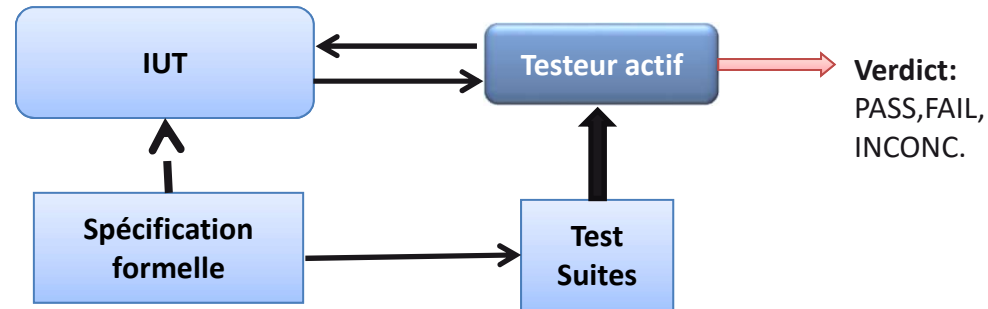 IUT
Testeur actif
Verdict:
PASS,FAIL,
INCONC.
Spécification
formelle
Test
Suites